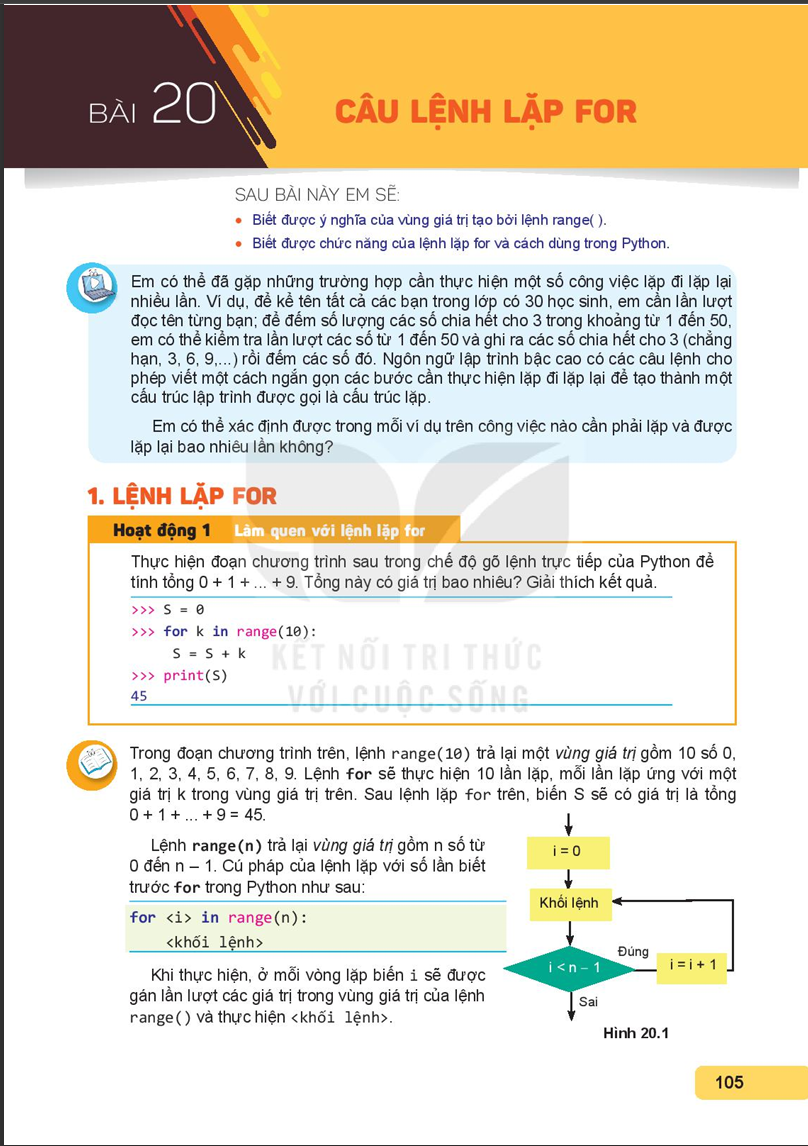 BÀI 20
CÂU LỆNH LẶP FOR
SAU BÀI NÀY EM SẼ:
• Biết được ý nghĩa của vùng giá trị tạo bởi lệnh range( ).
• Biết được chức năng của lệnh lặp for và cách dùng trong Python.
Em có thể đã gặp những trường hợp cần thực hiện một số công việc lặp đi lặp lại
nhiều lần. Ví dụ, để kể tên tất cả các bạn trong lớp có 30 học sinh, em cần lần lượt
đọc tên từng bạn; để đếm số lượng các số chia hết cho 3 trong khoảng từ 1 đến 50,
em có thể kiểm tra lần lượt các số từ 1 đến 50 và ghi ra các số chia hết cho 3 (chẳng
hạn, 3, 6, 9,...) rồi đếm các số đó. Ngôn ngữ lập trình bậc cao có các câu lệnh cho
phép viết một cách ngắn gọn các bước cần thực hiện lặp đi lặp lại để tạo thành một
cấu trúc lập trình được gọi là cấu trúc lặp.
Em có thể xác định được trong mỗi ví dụ trên công việc nào cần phải lặp và được
lặp lại bao nhiêu lần không?
1. LỆNH LẶP FOR
Hoạt động 1 Làm quen với lệnh lặp for
Thực hiện đoạn chương trình sau trong chế độ gõ lệnh trực tiếp của Python để
tính tổng 0 + 1 + ... + 9. Tổng này có giá trị bao nhiêu? Giải thích kết quả.
>>> S = 0
>>> for k in range(10):
S = S + k
>>> print(S)
45
KẾT NỐI TRI THỨC
VỚI CUỘC SỐNG
Trong đoạn chương trình trên, lệnh range(10) trả lại một vùng giá trị gồm 10 số 0,
1, 2, 3, 4, 5, 6, 7, 8, 9. Lệnh for sẽ thực hiện 10 lần lặp, mỗi lần lặp ứng với một
giá trị k trong vùng giá trị trên. Sau lệnh lặp for trên, biến S sẽ có giá trị là tổng
0 + 1 + ... + 9 = 45.
Lệnh range(n) trả lại vùng giá trị gồm n số từ
0 đến n – 1. Cú pháp của lệnh lặp với số lần biết
trước for trong Python như sau:
for <i> in range(n):
<khối lệnh>
Khi thực hiện, ở mỗi vòng lặp biến i sẽ được
gán lần lượt các giá trị trong vùng giá trị của lệnh
range() và thực hiện <khối lệnh>.
i = 0
Khối lệnh
i < n – 1
Đúng
i = i + 1
Sai
Hình 20.1
105